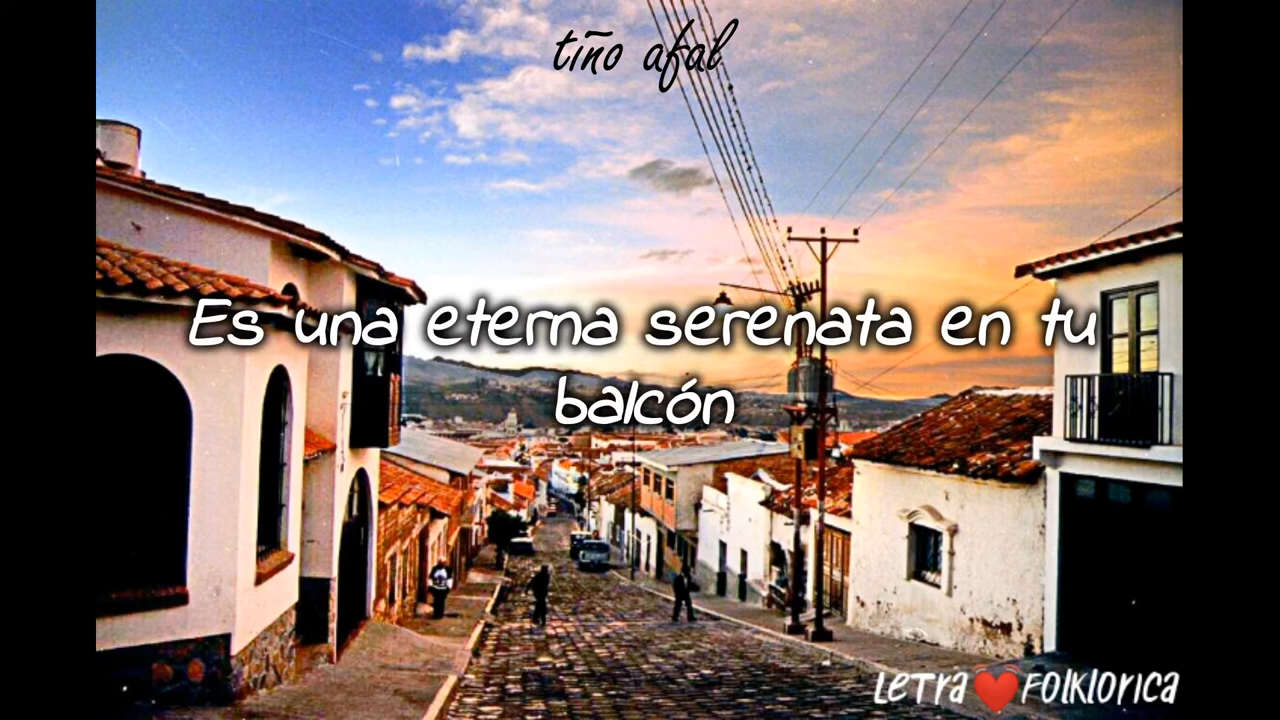 tiño afal
Es una eterna serenata en tu
balcón
Letra❤️Folklorica